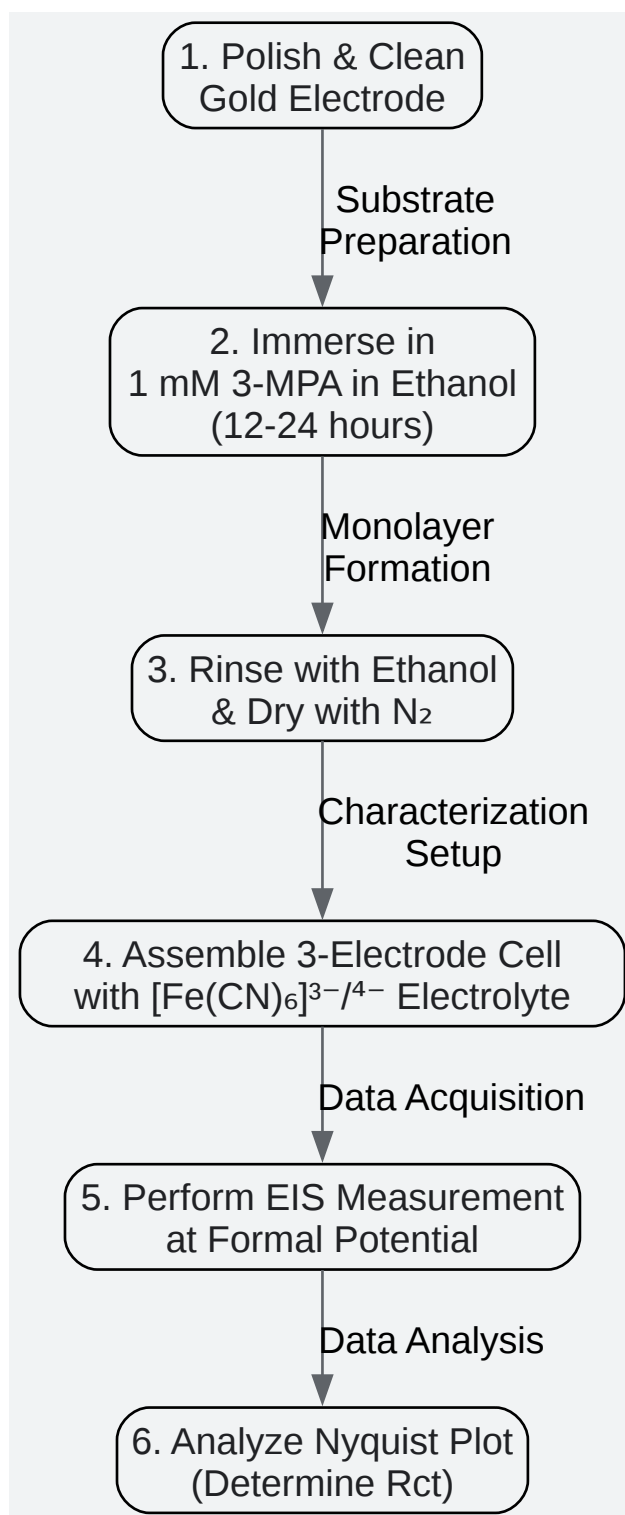 1. Polish & Clean
Gold Electrode
Substrate
Preparation
2. Immerse in
1 mM 3-MPA in Ethanol
(12-24 hours)
Monolayer
Formation
3. Rinse with Ethanol
& Dry with N₂
Characterization
Setup
4. Assemble 3-Electrode Cell
with [Fe(CN)₆]³⁻/⁴⁻ Electrolyte
Data Acquisition
5. Perform EIS Measurement
at Formal Potential
Data Analysis
6. Analyze Nyquist Plot
(Determine Rct)